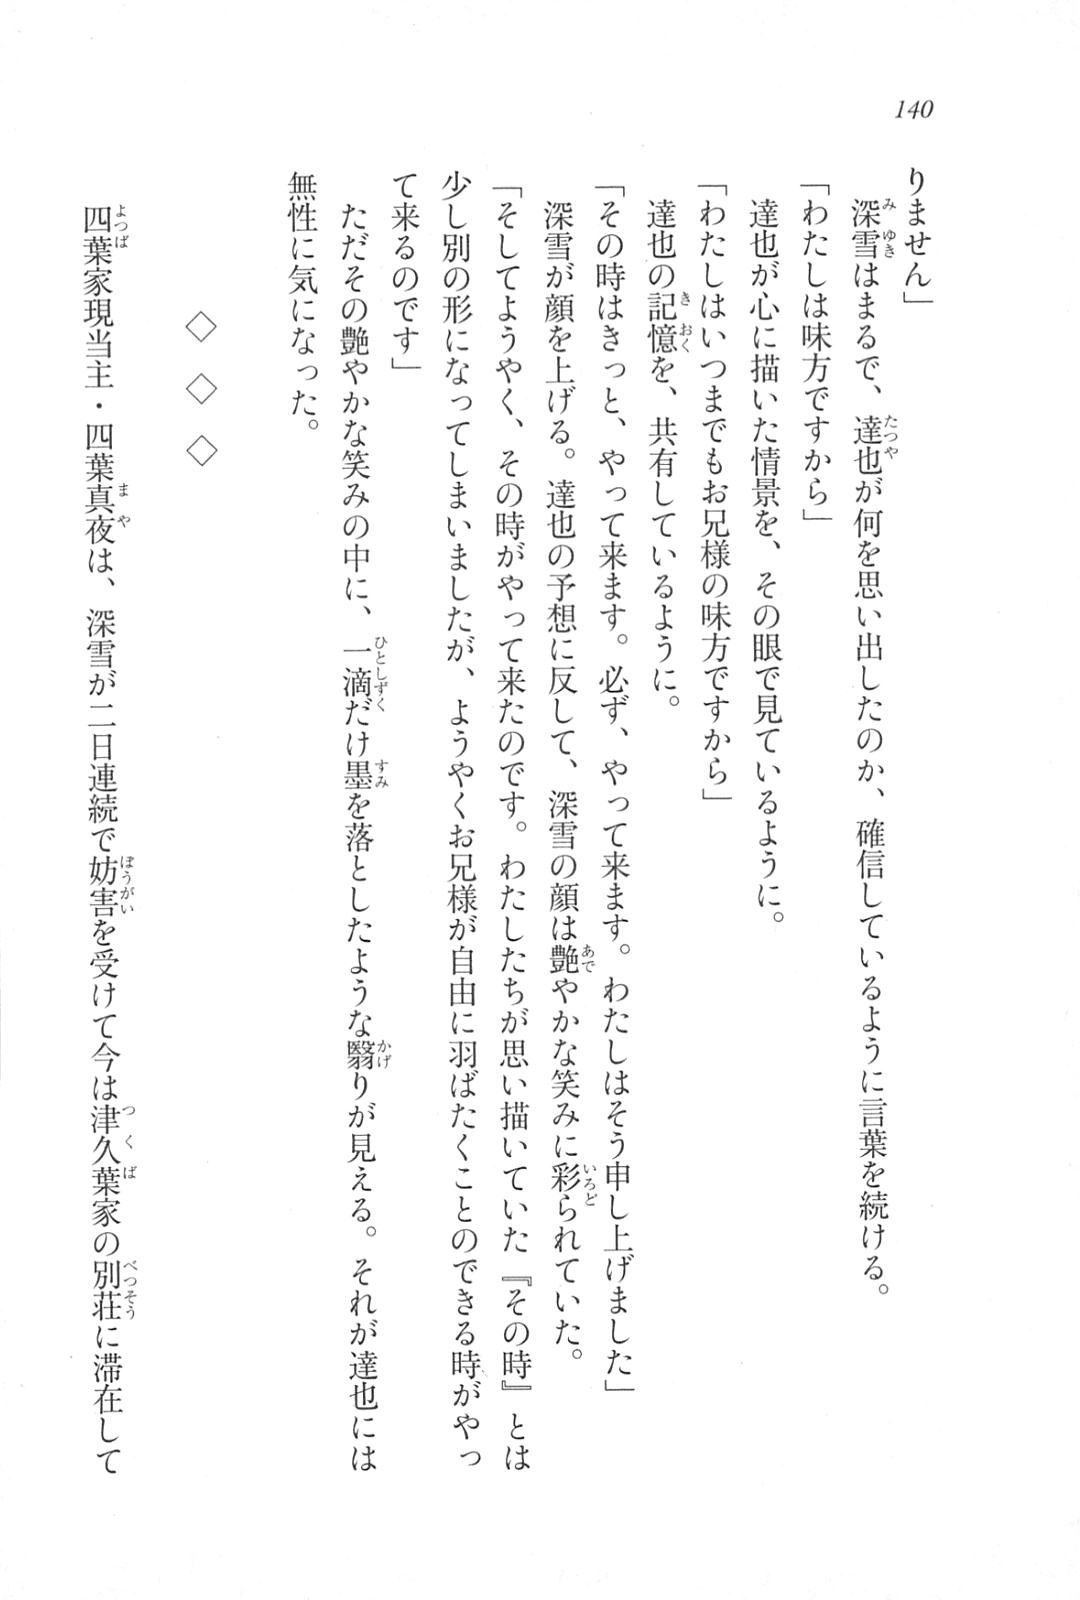 140
りません」
深雪はまるで、達也が何を思い出したのか、確信しているように言葉を続ける。
「わたしは味方ですから」
達也が心に描いた情景を、その眼で見ているように。
「わたしはいつまでもお兄様の味方ですから」
達也の記憶を、共有しているように。
「その時はきっと、やって来ます。必ず、やって来ます。わたしはそう申し上げました」
深雪が顔を上げる。達也の予想に反して、深雪の顔は艶やかな笑みに彩られていた。
「そしてようやく、その時がやって来たのです。わたしたちが思い描いていた『その時』とは
少し別の形になってしまいましたが、ようやくお兄様が自由に羽ばたくことのできる時がやっ
て来るのです」
ただその艶やかな笑みの中に、一滴だけ墨を落としたような翳りが見える。それが達也には
無性に気になった。
◇ ◇ ◇
四葉家現当主・四葉真夜は、深雪が二日連続で妨害を受けて今は津久葉家の別荘に滞在して